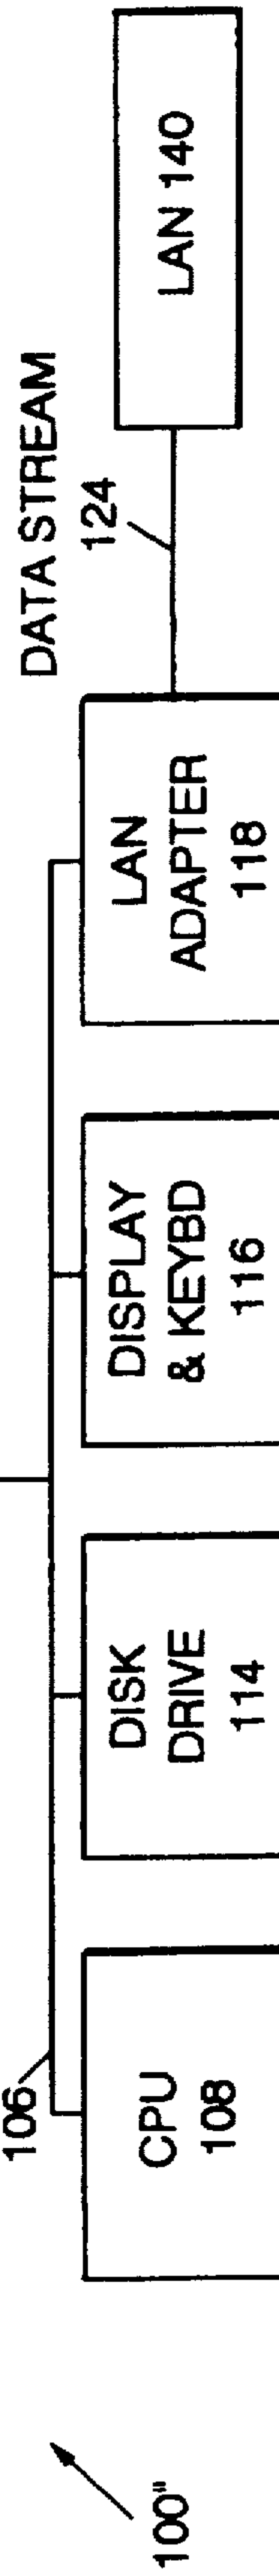 DATA STREAM
124
106
CPU
108
DISK
DRIVE
114
DISPLAY
& KEYBD
116
LAN
ADAPTER
118
LAN 140
100"